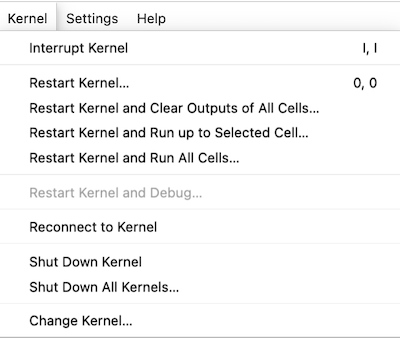 Kernel Settings Help
Interrupt Kernel I, I
Restart Kernel... 0, 0
Restart Kernel and Clear Outputs of All Cells...
Restart Kernel and Run up to Selected Cell...
Restart Kernel and Run All Cells...
Restart Kernel and Debug...
Reconnect to Kernel
Shut Down Kernel
Shut Down All Kernels...
Change Kernel...